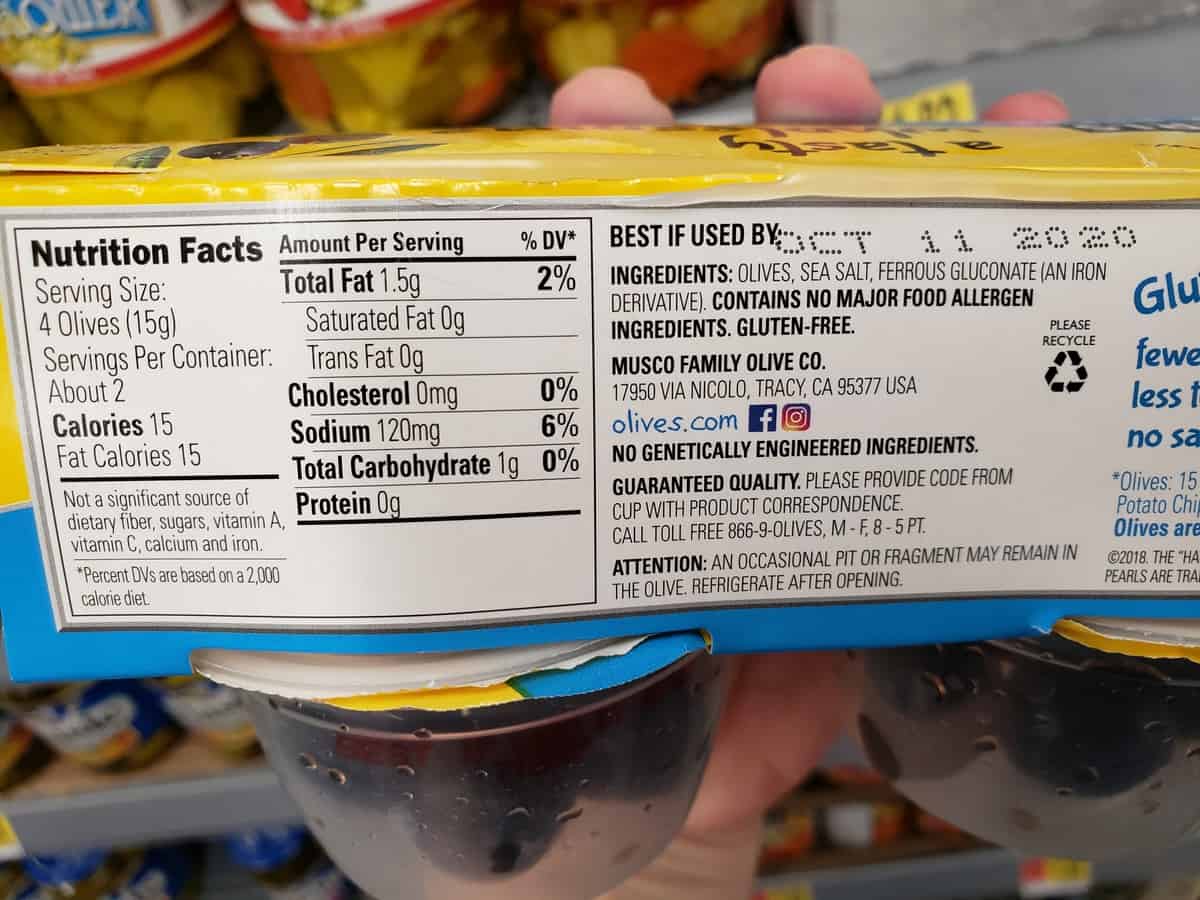 a tasty
Nutrition Facts
Serving Size:
4 Olives (15g)
Servings Per Container:
About 2
Calories 15
Fat Calories 15
Not a significant source of
dietary fiber, sugars, vitamin A,
vitamin C, calcium and iron.
*Percent DVs are based on a 2,000
calorie diet.
Amount Per Serving % DV*
Total Fat 1.5g 2%
Saturated Fat 0g
Trans Fat 0g
Cholesterol 0mg 0%
Sodium 120mg 6%
Total Carbohydrate 1g 0%
Protein 0g
BEST IF USED BY: OCT 11 2020
INGREDIENTS: OLIVES, SEA SALT, FERROUS GLUCONATE (AN IRON
DERIVATIVE). CONTAINS NO MAJOR FOOD ALLERGEN
INGREDIENTS. GLUTEN-FREE.
MUSCO FAMILY OLIVE CO.
17950 VIA NICOLO, TRACY, CA 95377 USA
olives.com
NO GENETICALLY ENGINEERED INGREDIENTS.
GUARANTEED QUALITY. PLEASE PROVIDE CODE FROM
CUP WITH PRODUCT CORRESPONDENCE.
CALL TOLL FREE 866-9-OLIVES, M - F, 8 - 5 PT.
ATTENTION: AN OCCASIONAL PIT OR FRAGMENT MAY REMAIN IN
THE OLIVE. REFRIGERATE AFTER OPENING.
PLEASE
RECYCLE
Glu
fewe
less
no sa
*Olives: 15
Potato Chi
Olives are
©2018. THE "HA
PEARLS ARE TRA